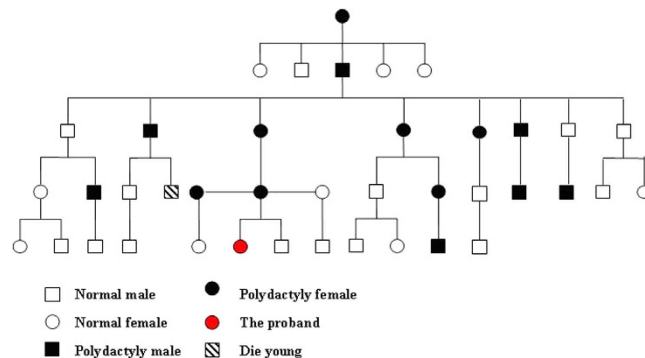 Normal male
Polydactyly female
Normal female
The proband
Polydactyly male
Die young